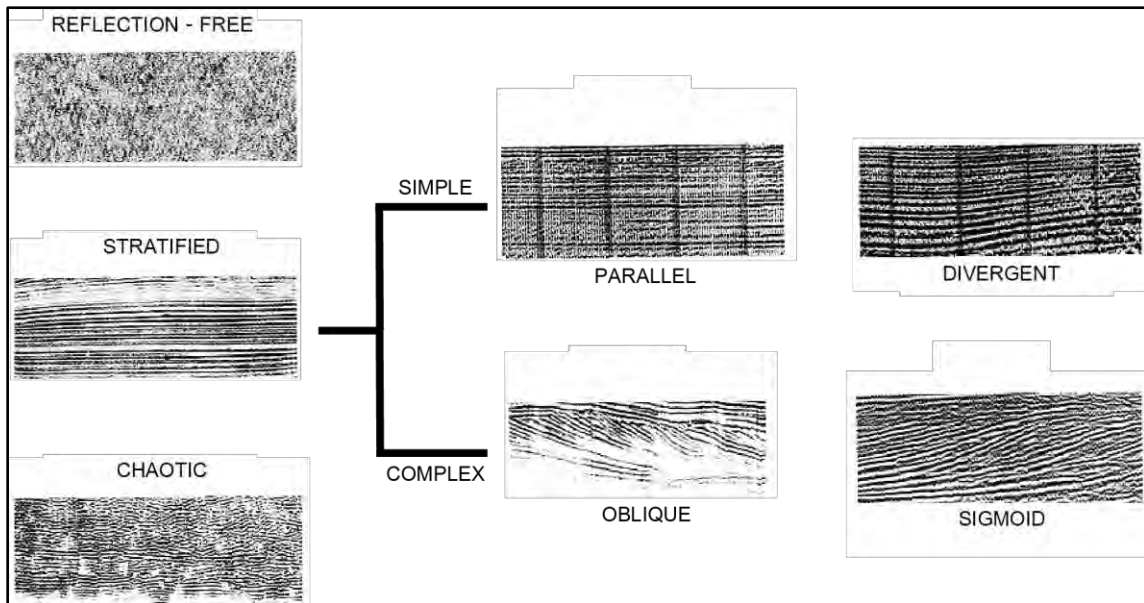 REFLECTION - FREE
STRATIFIED
CHAOTIC
SIMPLE
PARALLEL
DIVERGENT
COMPLEX
OBLIQUE
SIGMOID